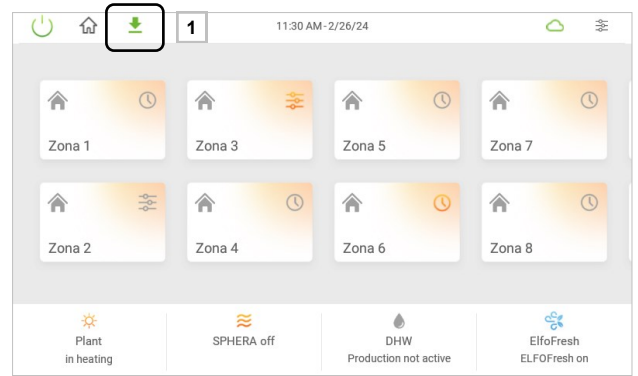 1
11:30 AM - 2/26/24
Zona 1
Zona 3
Zona 5
Zona 7
Zona 2
Zona 4
Zona 6
Zona 8
Plant
in heating
SPHERA off
DHW
Production not active
ElfoFresh
ELFOFresh on